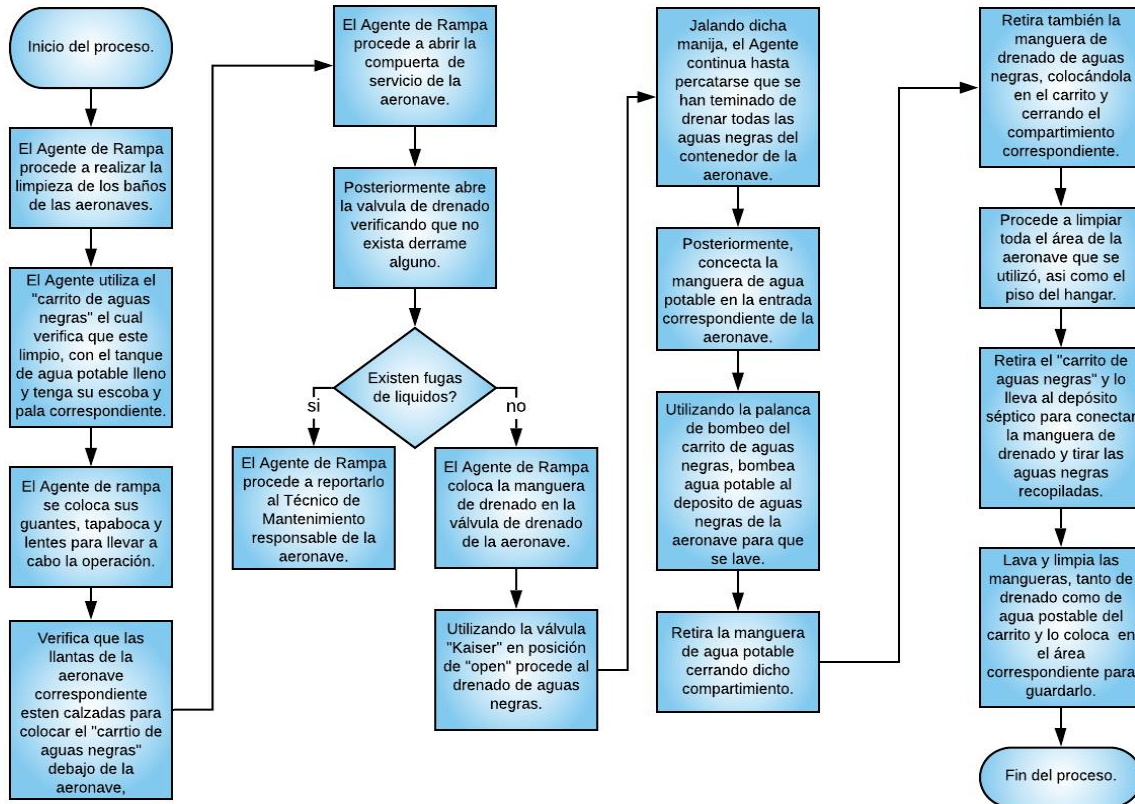 Inicio del proceso.
El Agente de Rampa
procede a realizar la
limpieza de los baños
de las aeronaves.
El Agente utiliza el
"carrito de aguas
negras" el cual
verifica que este
limpio, con el tanque
de agua potable lleno
y tenga su escoba y
pala correspondiente.
El Agente de rampa
se coloca sus
guantes, tapaboca y
lentes para llevar a
cabo la operación.
Verifica que las
llantas de la
aeronave
correspondiente
esten calzadas para
colocar el "carrtio de
aguas negras"
debajo de la
aeronave,
El Agente de Rampa
procede a abrir la
compuerta de
servicio de la
aeronave.
Posteriormente abre
la valvula de drenado
verificando que no
exista derrame
alguno.
Existen fugas
de liquidos?
si
no
El Agente de Rampa
procede a reportarlo
al Técnico de
Mantenimiento
responsable de la
aeronave.
El Agente de Rampa
coloca la manguera
de drenado en la
válvula de drenado
de la aeronave.
Utilizando la válvula
"Kaiser" en posición
de "open" procede al
drenado de aguas
negras.
Jalando dicha
manija, el Agente
continua hasta
percatarse que se
han teminado de
drenar todas las
aguas negras del
contenedor de la
aeronave.
Posteriormente,
concecta la
manguera de agua
potable en la entrada
correspondiente de la
aeronave.
Utilizando la palanca
de bombeo del
carrito de aguas
negras, bombea
agua potable al
deposito de aguas
negras de la
aeronave para que
se lave.
Retira la manguera
de agua potable
cerrando dicho
compartimiento.
Retira también la
manguera de
drenado de aguas
negras, colocándola
en el carrito y
cerrando el
compartimiento
correspondiente.
Procede a limpiar
toda el área de la
aeronave que se
utilizó, asi como el
piso del hangar.
Retira el "carrito de
aguas negras" y lo
lleva al depósito
séptico para conectar
la manguera de
drenado y tirar las
aguas negras
recopiladas.
Lava y limpia las
mangueras, tanto de
drenado como de
agua postable del
carrito y lo coloca en
el área
correspondiente para
guardarlo.
Fin del proceso.